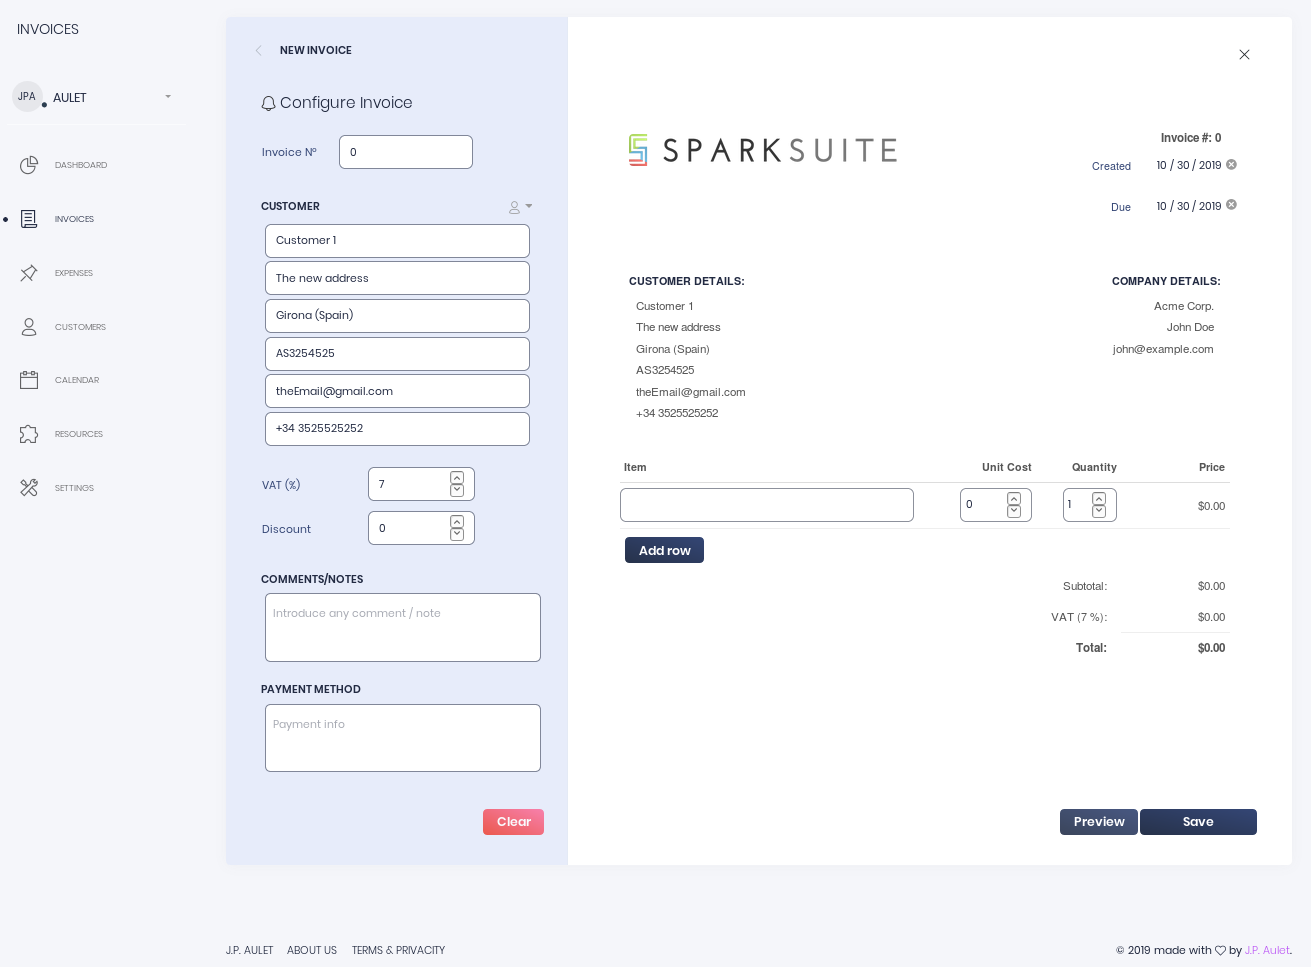 INVOICES
JPA
AULET
DASHBOARD
INVOICES
EXPENSES
CUSTOMERS
CALENDAR
RESOURCES
SETTINGS
NEW INVOICE
Configure Invoice
Invoice Nº
0
CUSTOMER
Customer 1
The new address
Girona (Spain)
AS3254525
theEmail@gmail.com
+34 3525525252
VAT (%)
7
Discount
0
COMMENTS/NOTES
Introduce any comment / note
PAYMENT METHOD
Payment info
Clear
SPARKSUITE
Invoice #: 0
Created 10 / 30 / 2019
Due 10 / 30 / 2019
CUSTOMER DETAILS:
Customer 1
The new address
Girona (Spain)
AS3254525
theEmail@gmail.com
+34 3525525252
COMPANY DETAILS:
Acme Corp.
John Doe
john@example.com
Item Unit Cost Quantity Price
0 1 $0.00
Add row
Subtotal: $0.00
VAT (7 %): $0.00
Total: $0.00
Preview Save
J.P. AULET ABOUT US TERMS & PRIVACITY
© 2019 made with ♡ by J.P. Aulet.